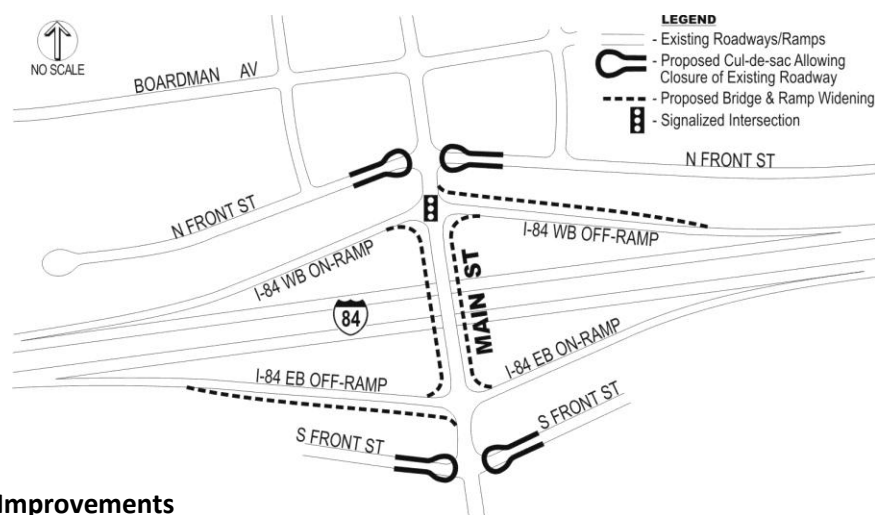 NO SCALE
BOARDMAN AV
LEGEND
- Existing Roadways/Ramps
- Proposed Cul-de-sac Allowing
Closure of Existing Roadway
- Proposed Bridge & Ramp Widening
- Signalized Intersection
N FRONT ST
N FRONT ST
I-84 WB OFF-RAMP
I-84 WB ON-RAMP
MAIN ST
84
I-84 EB ON-RAMP
I-84 EB OFF-RAMP
S FRONT ST
S FRONT ST
Improvements